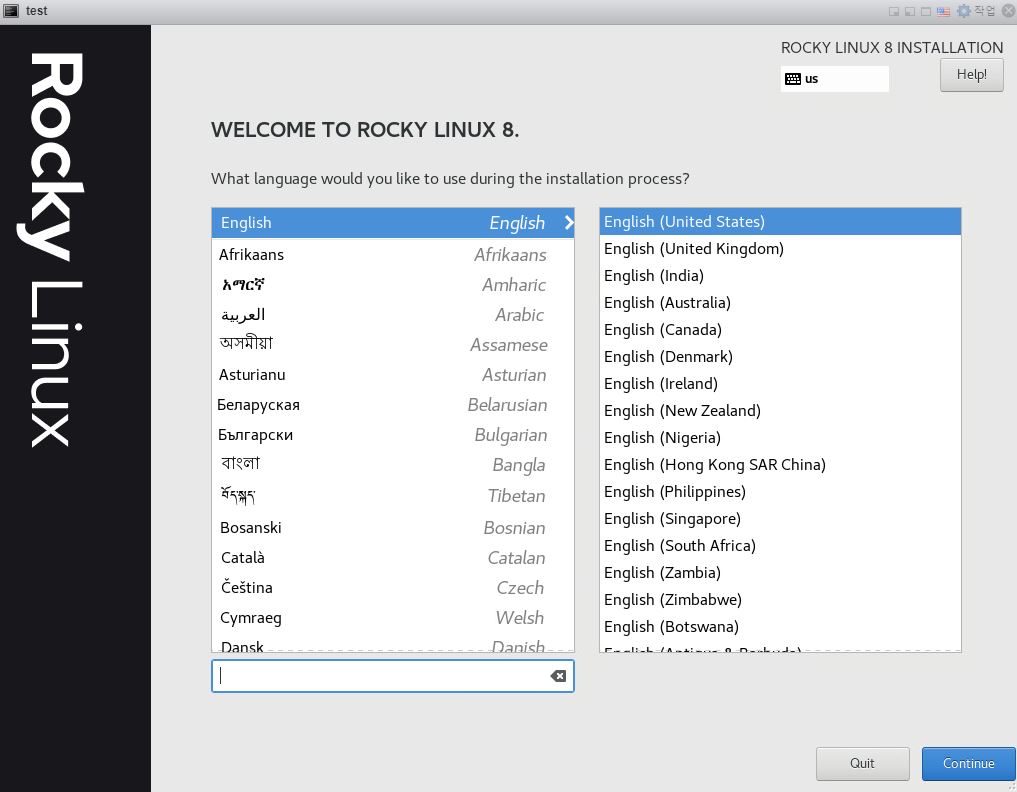 test
작업
Rocky Linux
ROCKY LINUX 8 INSTALLATION
us
Help!
WELCOME TO ROCKY LINUX 8.
What language would you like to use during the installation process?
English English
Afrikaans Afrikaans
አማርኛ Amharic
العربية Arabic
অসমীয়া Assamese
Asturianu Asturian
Беларуская Belarusian
Български Bulgarian
বাংলা Bangla
བོད་སྐད་ Tibetan
Bosanski Bosnian
Català Catalan
Čeština Czech
Cymraeg Welsh
Dansk Danish
English (United States)
English (United Kingdom)
English (India)
English (Australia)
English (Canada)
English (Denmark)
English (Ireland)
English (New Zealand)
English (Nigeria)
English (Hong Kong SAR China)
English (Philippines)
English (Singapore)
English (South Africa)
English (Zambia)
English (Zimbabwe)
English (Botswana)
English (Antigua & Barbuda)
Quit
Continue